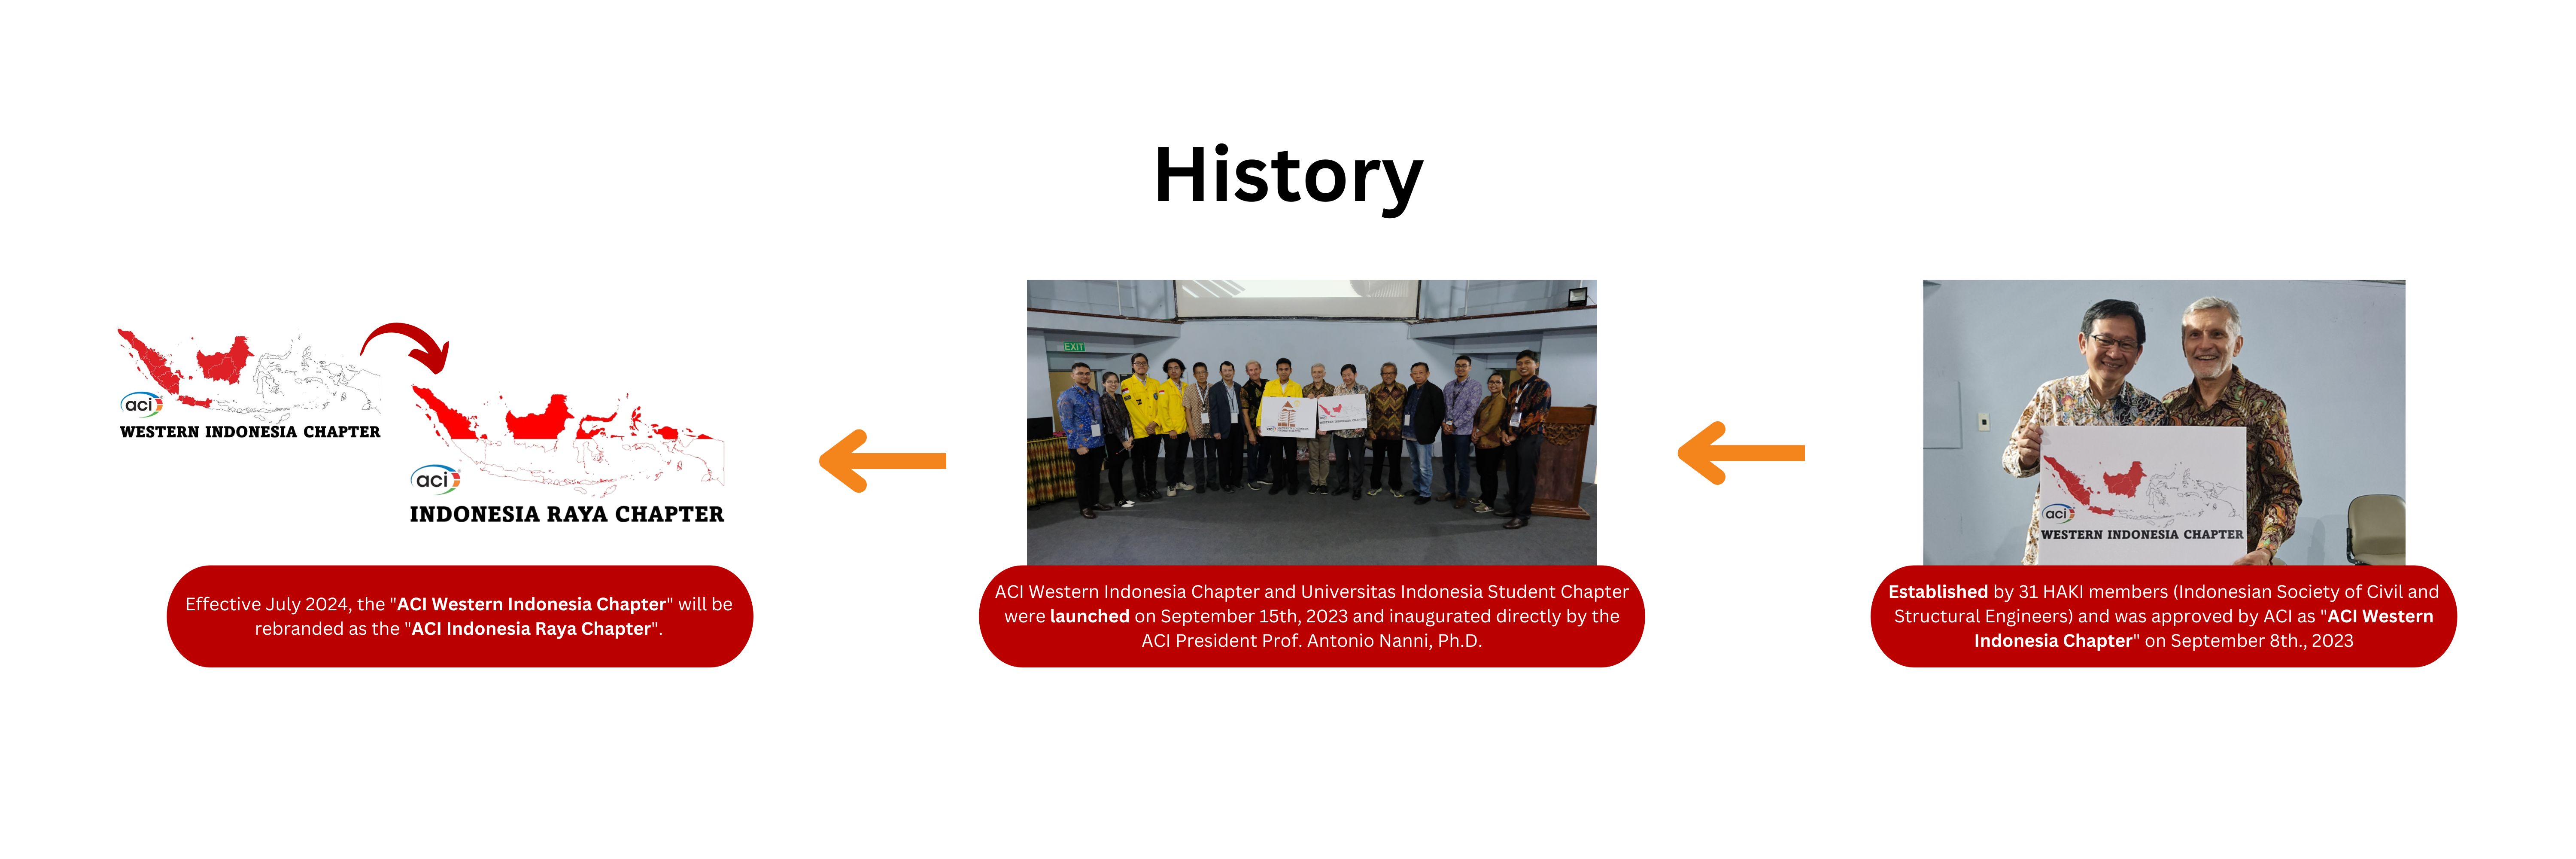 History
aci
WESTERN INDONESIA CHAPTER
aci
INDONESIA RAYA CHAPTER
Effective July 2024, the "ACI Western Indonesia Chapter" will be
rebranded as the "ACI Indonesia Raya Chapter".
EXIT
ACI Western Indonesia Chapter and Universitas Indonesia Student Chapter
were launched on September 15th, 2023 and inaugurated directly by the
ACI President Prof. Antonio Nanni, Ph.D.
aci
WESTERN INDONESIA CHAPTER
Established by 31 HAKI members (Indonesian Society of Civil and
Structural Engineers) and was approved by ACI as "ACI Western
Indonesia Chapter" on September 8th., 2023